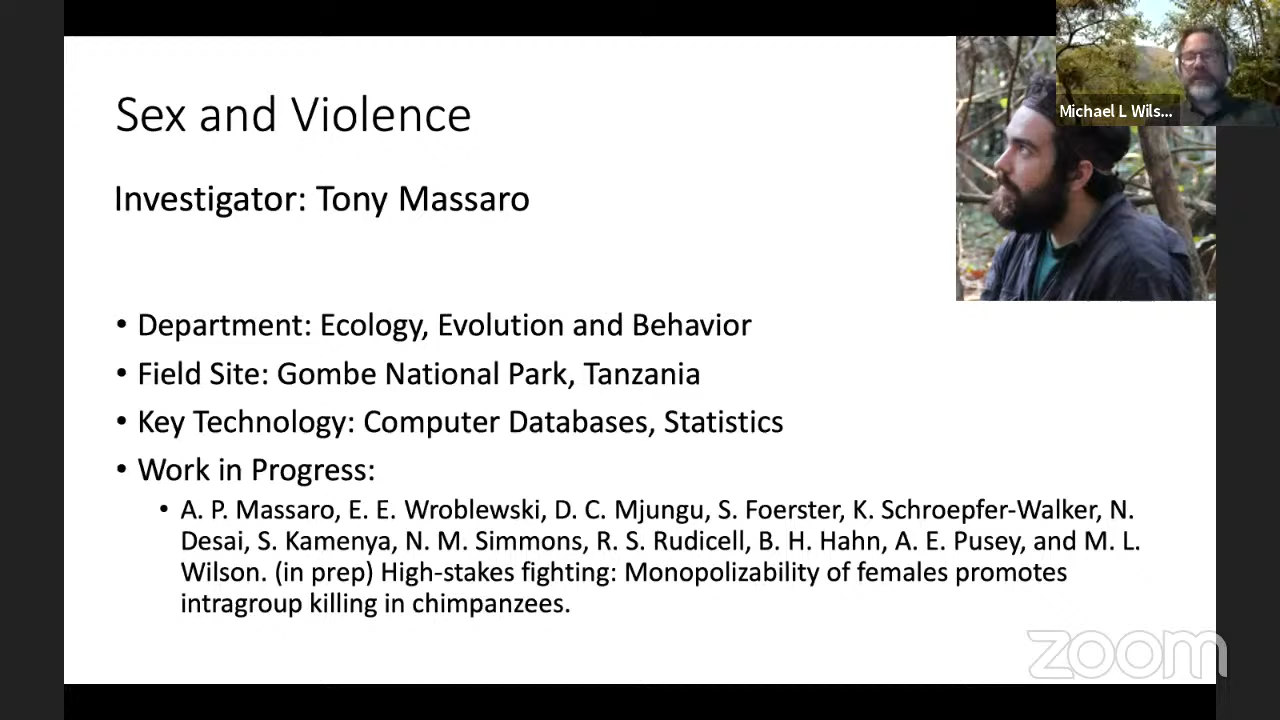 Sex and Violence
Michael L Wils...
Investigator: Tony Massaro
• Department: Ecology, Evolution and Behavior
• Field Site: Gombe National Park, Tanzania
• Key Technology: Computer Databases, Statistics
• Work in Progress:
• A. P. Massaro, E. E. Wroblewski, D. C. Mjungu, S. Foerster, K. Schroepfer-Walker, N.
Desai, S. Kamenya, N. M. Simmons, R. S. Rudicell, B. H. Hahn, A. E. Pusey, and M. L.
Wilson. (in prep) High-stakes fighting: Monopolizability of females promotes
intragroup killing in chimpanzees.
zoom